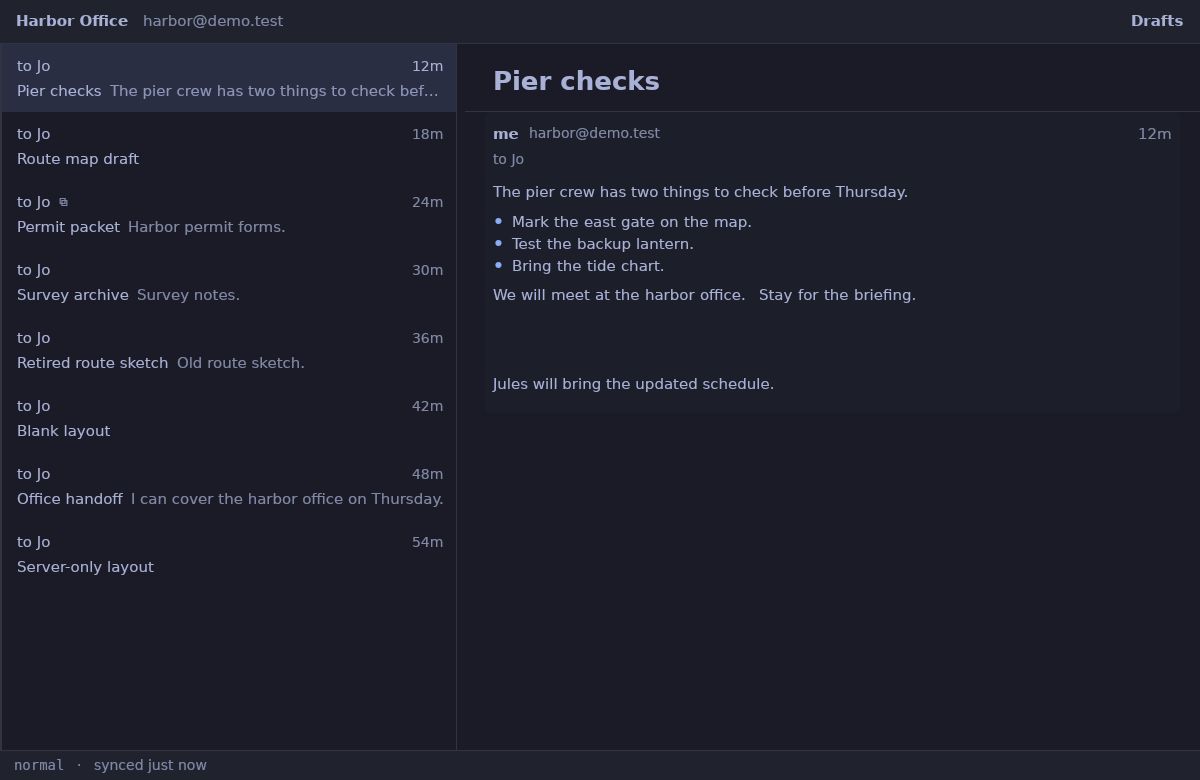 Harbor Office harbor@demo.test Drafts
to Jo 12m
Pier checks The pier crew has two things to check bef…
to Jo 18m
Route map draft
to Jo 24m
Permit packet Harbor permit forms.
to Jo 30m
Survey archive Survey notes.
to Jo 36m
Retired route sketch Old route sketch.
to Jo 42m
Blank layout
to Jo 48m
Office handoff I can cover the harbor office on Thursday.
to Jo 54m
Server-only layout
Pier checks
me harbor@demo.test 12m
to Jo
The pier crew has two things to check before Thursday.
• Mark the east gate on the map.
• Test the backup lantern.
• Bring the tide chart.
We will meet at the harbor office. Stay for the briefing.
Jules will bring the updated schedule.
normal · synced just now